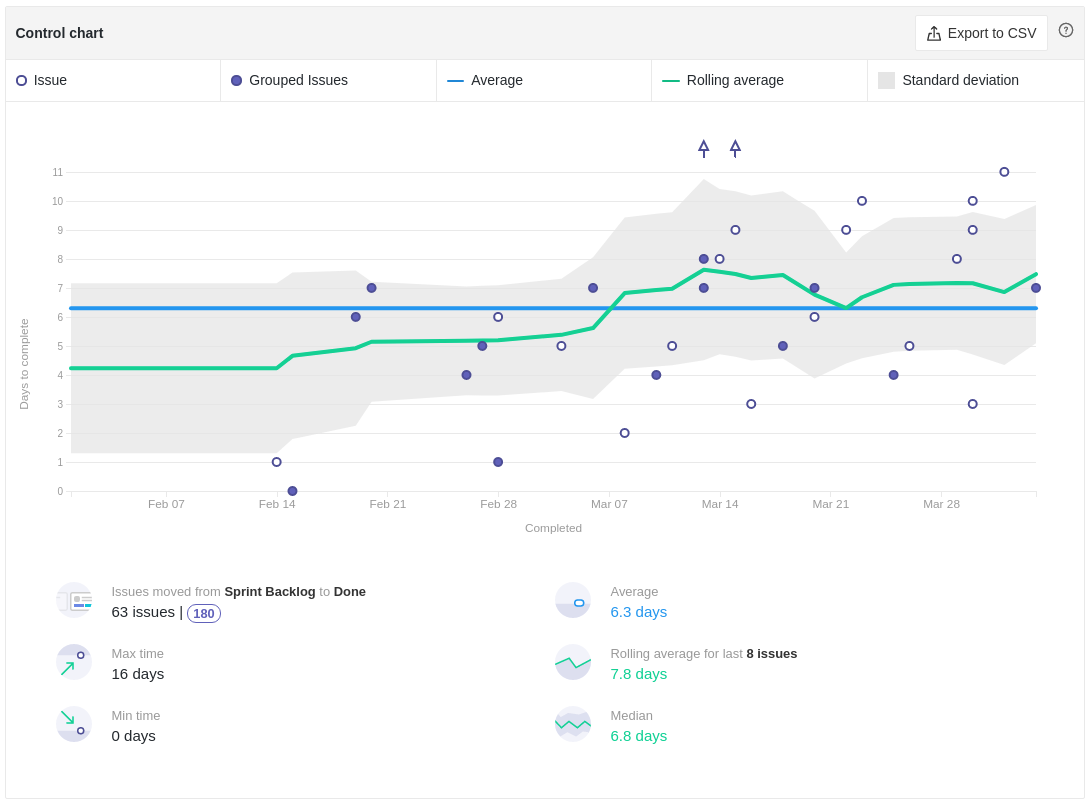 Control chart
Export to CSV
?
Issue
Grouped Issues
Average
Rolling average
Standard deviation
11
10
9
8
7
6
5
4
3
2
1
0
Days to complete
Feb 07
Feb 14
Feb 21
Feb 28
Mar 07
Mar 14
Mar 21
Mar 28
Completed
Issues moved from Sprint Backlog to Done
63 issues | 180
Max time
16 days
Min time
0 days
Average
6.3 days
Rolling average for last 8 issues
7.8 days
Median
6.8 days